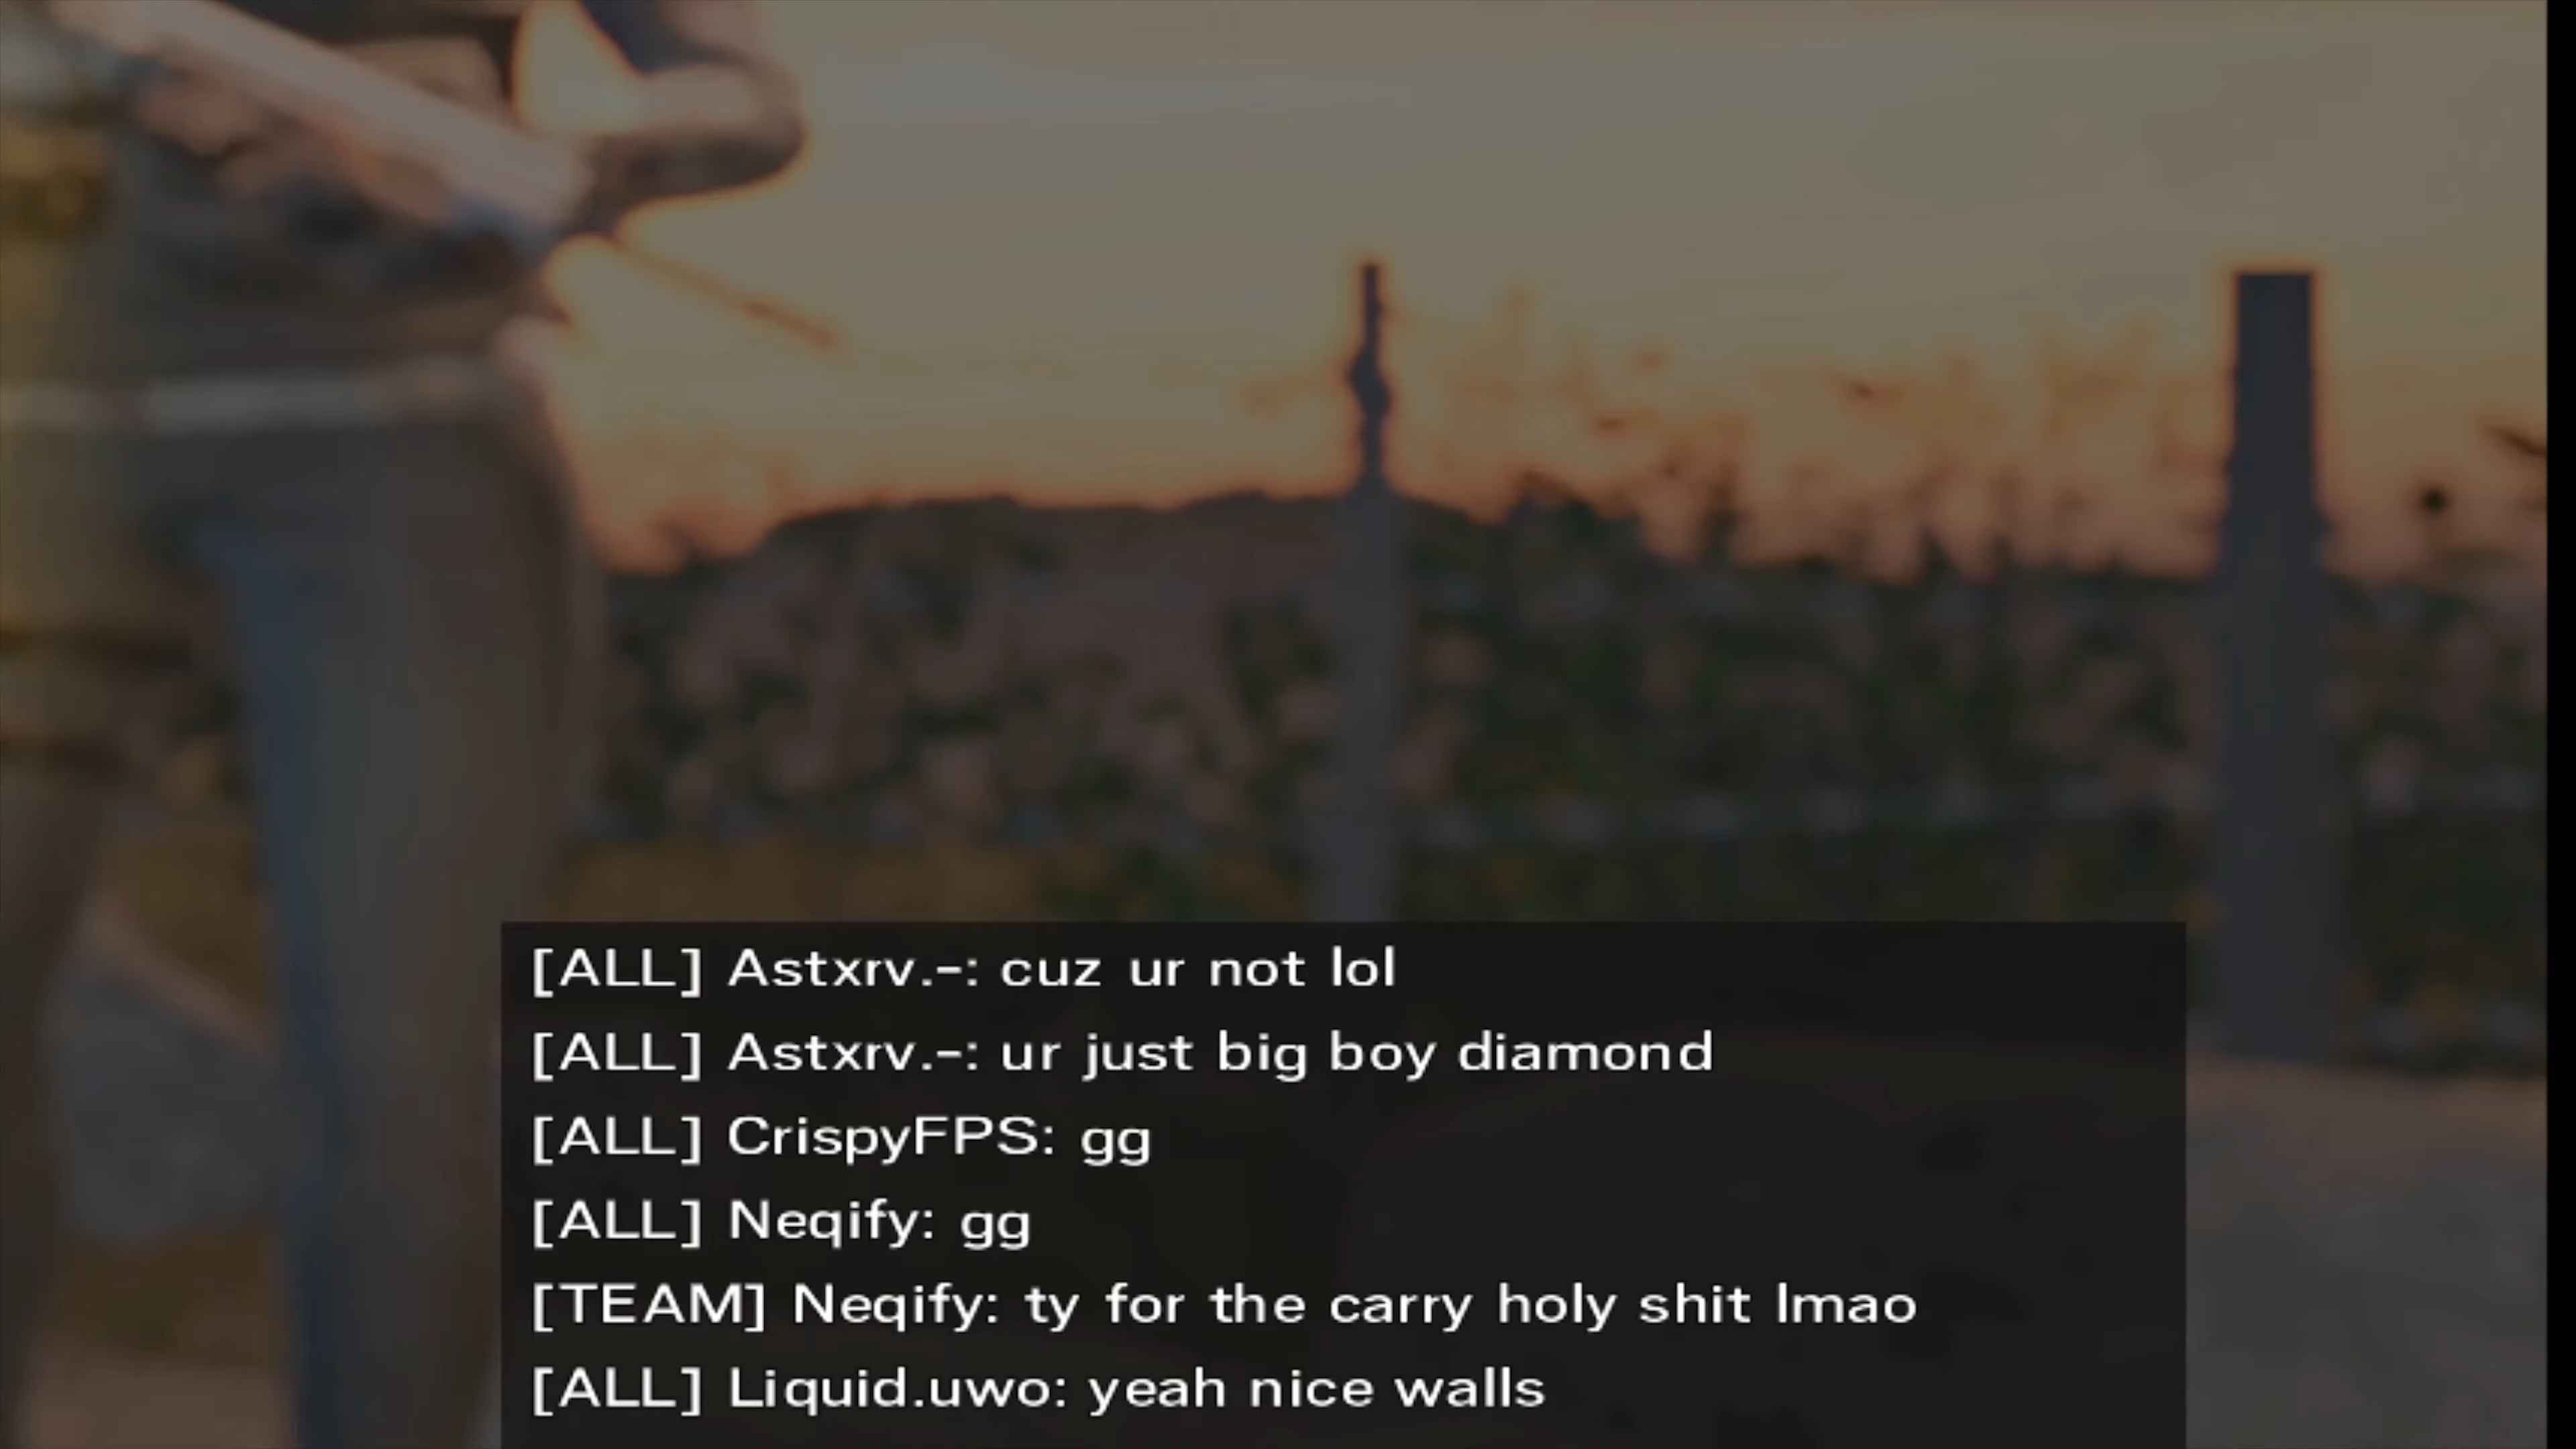 [ALL] Astxrv.-: cuz ur not lol
[ALL] Astxrv.-: ur just big boy diamond
[ALL] CrispyFPS: gg
[ALL] Neqify: gg
[TEAM] Neqify: ty for the carry holy shit lmao
[ALL] Liquid.uwo: yeah nice walls